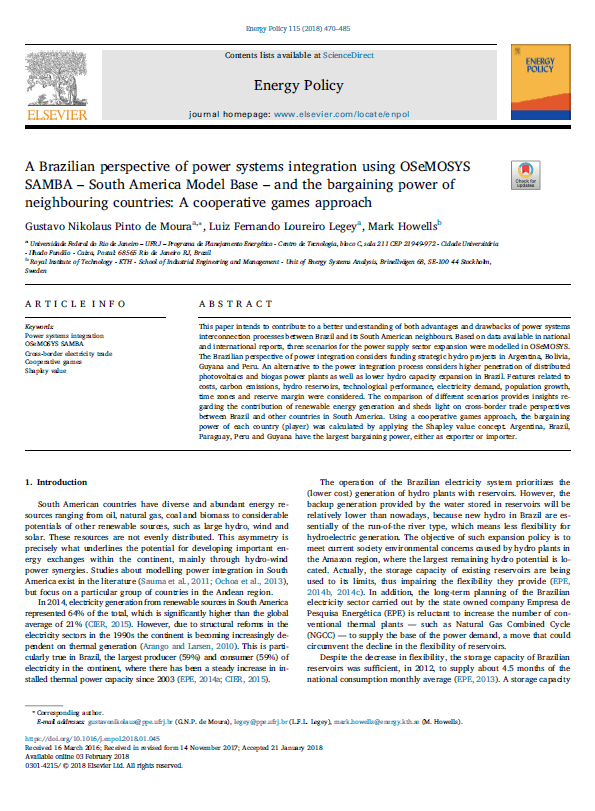 Energy Policy 115 (2018) 470–485
Contents lists available at ScienceDirect
Energy Policy
journal homepage: www.elsevier.com/locate/enpol
ELSEVIER
ENERGY
POLICY
A Brazilian perspective of power systems integration using OSeMOSYS
SAMBA – South America Model Base – and the bargaining power of
neighbouring countries: A cooperative games approach
Check for
updates
Gustavo Nikolaus Pinto de Moura a,⁎, Luiz Fernando Loureiro Legey a, Mark Howells b
a Universidade Federal do Rio de Janeiro – UFRJ – Programa de Planejamento Energético - Centro de Tecnologia, bloco C, sala 211 CEP 21949-972 - Cidade Universitária
- Ilhado Fundão - Caixa, Postal: 68565 Rio de Janeiro RJ, Brazil
b Royal Institute of Technology - KTH - School of Industrial Engineering and Management - Unit of Energy Systems Analysis, Brinellvägen 68, SE-100 44 Stockholm,
Sweden
ARTICLE INFO
Keywords:
Power systems integration
OSeMOSYS SAMBA
Cross-border electricity trade
Cooperative games
Shapley value
ABSTRACT
This paper intends to contribute to a better understanding of both advantages and drawbacks of power systems
interconnection processes between Brazil and its South American neighbours. Based on data available in national
and international reports, three scenarios for the power supply sector expansion were modelled in OSeMOSYS.
The Brazilian perspective of power integration considers funding strategic hydro projects in Argentina, Bolivia,
Guyana and Peru. An alternative to the power integration process considers higher penetration of distributed
photovoltaics and biogas power plants as well as lower hydro capacity expansion in Brazil. Features related to
costs, carbon emissions, hydro reservoirs, technological performance, electricity demand, population growth,
time zones and reserve margin were considered. The comparison of different scenarios provides insights re-
garding the contribution of renewable energy generation and sheds light on cross-border trade perspectives
between Brazil and other countries in South America. Using a cooperative games approach, the bargaining
power of each country (player) was calculated by applying the Shapley value concept. Argentina, Brazil,
Paraguay, Peru and Guyana have the largest bargaining power, either as exporter or importer.
1. Introduction
South American countries have diverse and abundant energy re-
sources ranging from oil, natural gas, coal and biomass to considerable
potentials of other renewable sources, such as large hydro, wind and
solar. These resources are not evenly distributed. This asymmetry is
precisely what underlines the potential for developing important en-
ergy exchanges within the continent, mainly through hydro-wind
power synergies. Studies about modelling power integration in South
America exist in the literature (Sauma et al., 2011; Ochoa et al., 2013),
but focus on a particular group of countries in the Andean region.
In 2014, electricity generation from renewable sources in South America
represented 64% of the total, which is significantly higher than the global
average of 21% (CIER, 2015). However, due to structural reforms in the
electricity sectors in the 1990s the continent is becoming increasingly de-
pendent on thermal generation (Arango and Larsen, 2010). This is parti-
cularly true in Brazil, the largest producer (59%) and consumer (59%) of
electricity in the continent, where there has been a steady increase in in-
stalled thermal power capacity since 2003 (EPE, 2014a; CIER, 2015).
The operation of the Brazilian electricity system prioritizes the
(lower cost) generation of hydro plants with reservoirs. However, the
backup generation provided by the water stored in reservoirs will be
relatively lower than nowadays, because new hydro in Brazil are es-
sentially of the run-of-the river type, which means less flexibility for
hydroelectric generation. The objective of such expansion policy is to
meet current society environmental concerns caused by hydro plants in
the Amazon region, where the largest remaining hydro potential is lo-
cated. Actually, the storage capacity of existing reservoirs are being
used to its limits, thus impairing the flexibility they provide (EPE,
2014b, 2014c). In addition, the long-term planning of the Brazilian
electricity sector carried out by the state owned company Empresa de
Pesquisa Energética (EPE) is reluctant to increase the number of con-
ventional thermal plants — such as Natural Gas Combined Cycle
(NGCC) — to supply the base of the power demand, a move that could
circumvent the decline in the flexibility of reservoirs.
Despite the decrease in flexibility, the storage capacity of Brazilian
reservoirs was sufficient, in 2012, to supply about 4.5 months of the
national consumption monthly average (EPE, 2013). A storage capacity
⁎ Corresponding author.
E-mail addresses: gustavonikolaus@ppe.ufrj.br (G.N.P. de Moura), legey@ppe.ufrj.br (L.F.L. Legey), mark.howells@energy.kth.se (M. Howells).
https://doi.org/10.1016/j.enpol.2018.01.045
Received 16 March 2016; Received in revised form 14 November 2017; Accepted 21 January 2018
Available online 03 February 2018
0301-4215/ © 2018 Elsevier Ltd. All rights reserved.